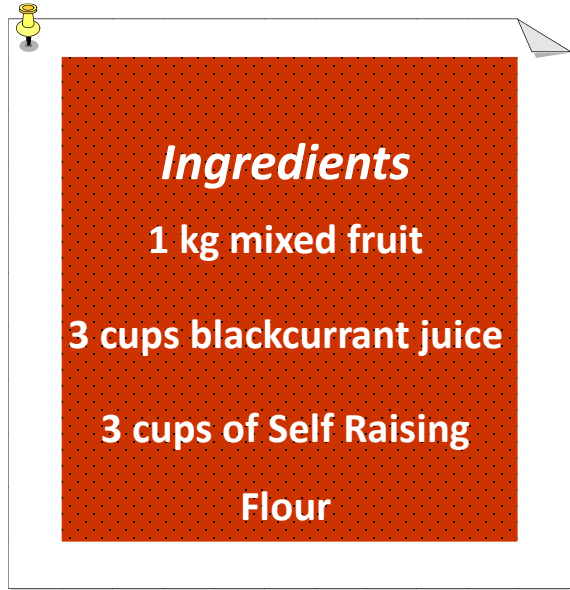 Ingredients
1 kg mixed fruit
3 cups blackcurrant juice
3 cups of Self Raising
Flour